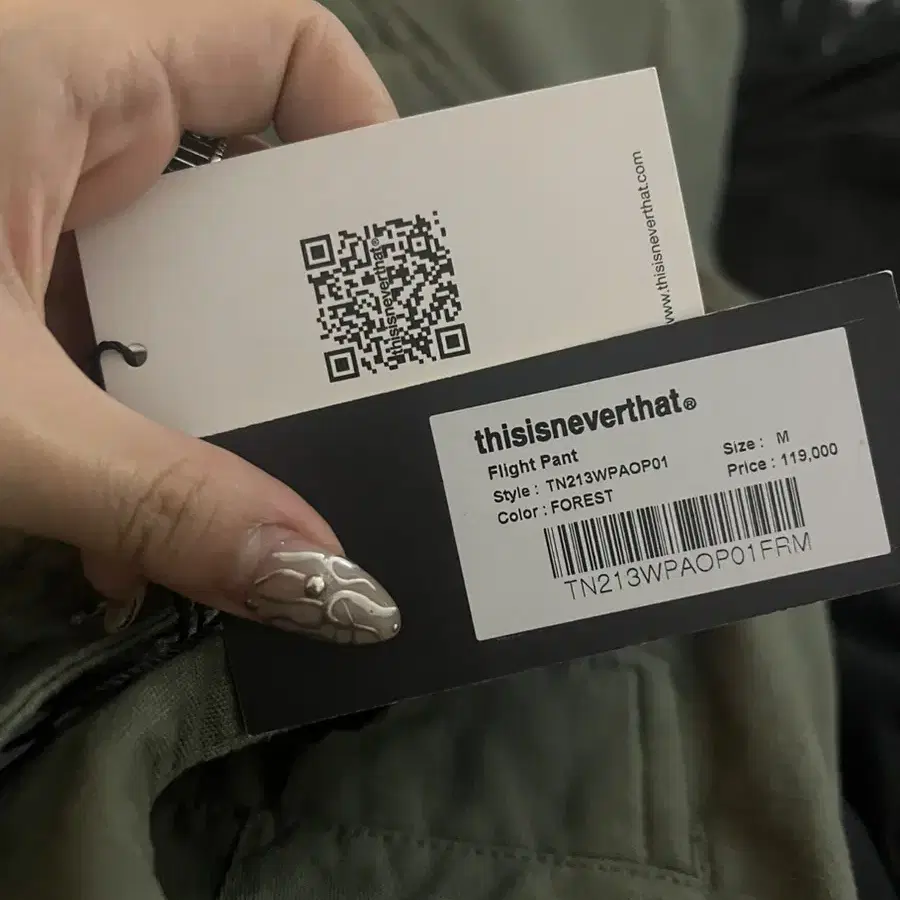 www.thisisneverthat.com
thisisneverthat®
thisisneverthat®
Flight Pant
Style : TN213WPAOP01
Color : FOREST
Size : M
Price : 119,000
TN213WPAOP01FRM